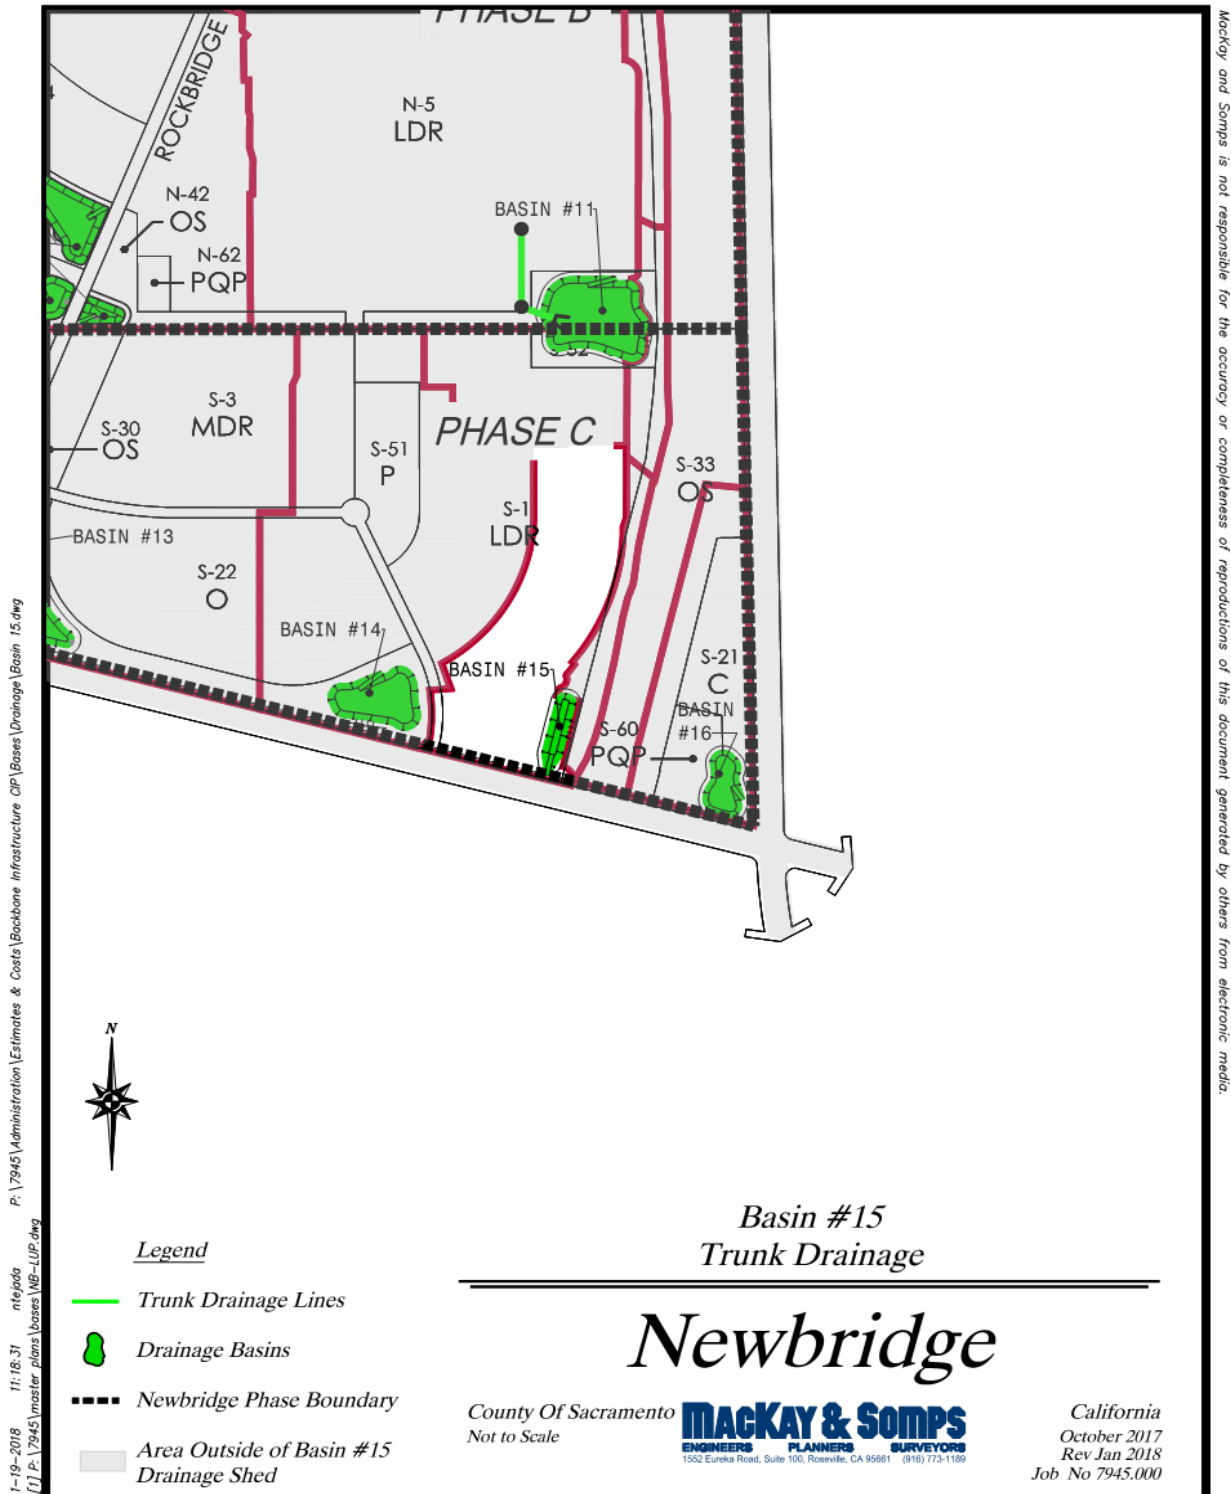 PHASE B
ROCKBRIDGE
N-5
LDR
N-42
OS
BASIN #11
N-62
PQP
S-3
MDR
PHASE C
S-30
OS
S-51
P
S-33
OS
S-1
LDR
BASIN #13
S-22
O
BASIN #14
BASIN #15
S-21
C
BASIN
#16
S-60
PQP
N
Basin #15
Trunk Drainage
Legend
Trunk Drainage Lines
Drainage Basins
Newbridge Phase Boundary
Area Outside of Basin #15
Drainage Shed
Newbridge
County Of Sacramento
Not to Scale
MACKAY & SOMPS
ENGINEERS PLANNERS SURVEYORS
1552 Eureka Road, Suite 100, Roseville, CA 95661 (916) 773-1189
California
October 2017
Rev Jan 2018
Job No 7945.000
1-19-2018 11:18:31 ntejada P:\7945\Administration\Estimates & Costs\Backbone Infrastructure CIP\Bases\Drainage\Basin 15.dwg
[1] P:\7945\master plans\bases\NB-LUP.dwg
MacKay and Somps is not responsible for the accuracy or completeness of reproductions of this document generated by others from electronic media.